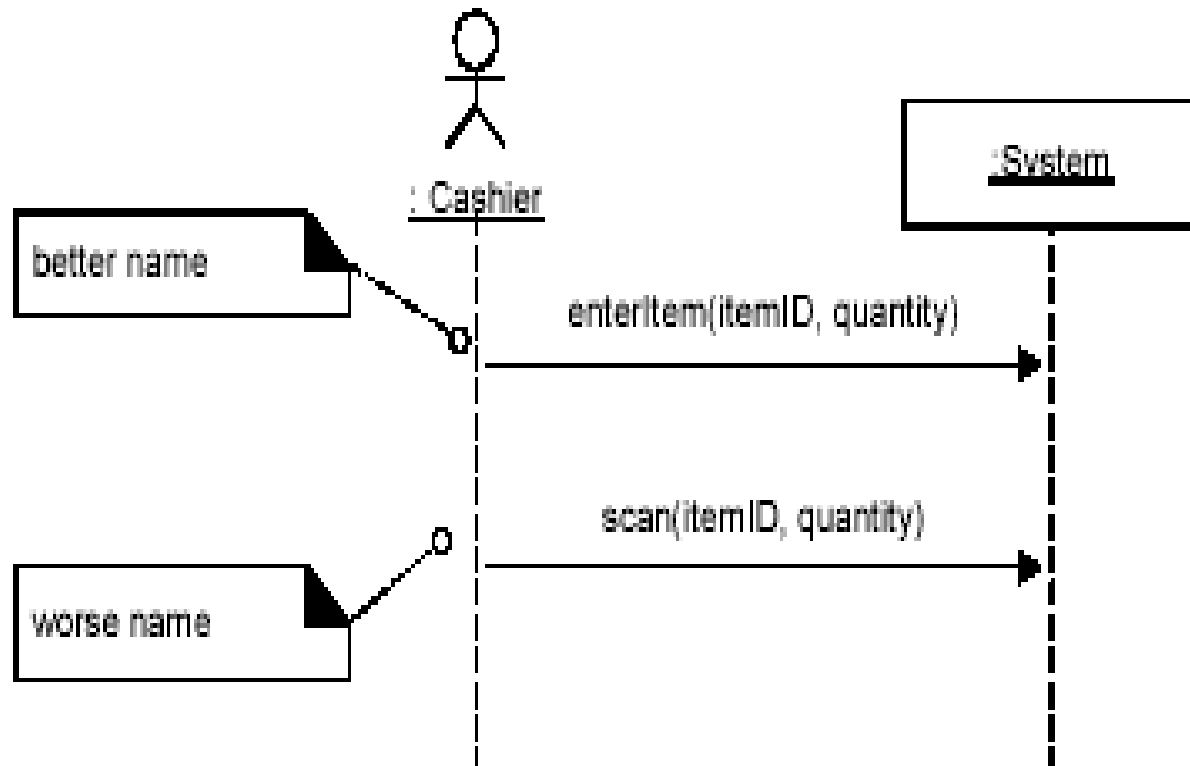 : Cashier
:System
better name
enterItem(itemID, quantity)
scan(itemID, quantity)
worse name